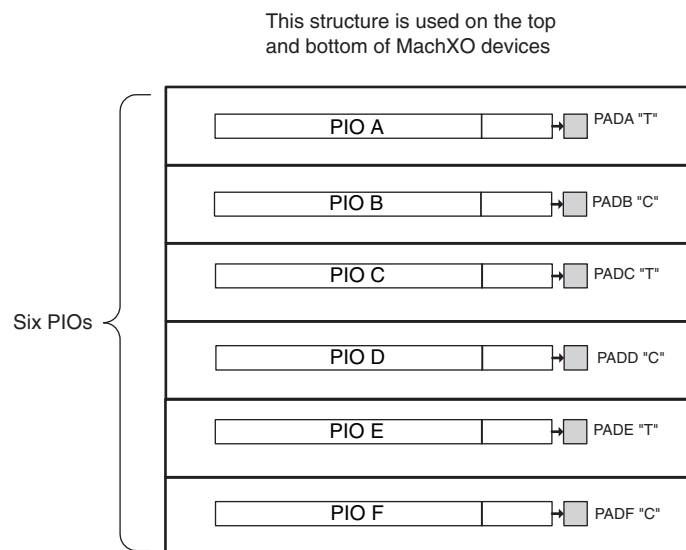 This structure is used on the top
and bottom of MachXO devices
PIO A
PADA "T"
PIO B
PADB "C"
PIO C
PADC "T"
Six PIOs
PIO D
PADD "C"
PIO E
PADE "T"
PIO F
PADF "C"